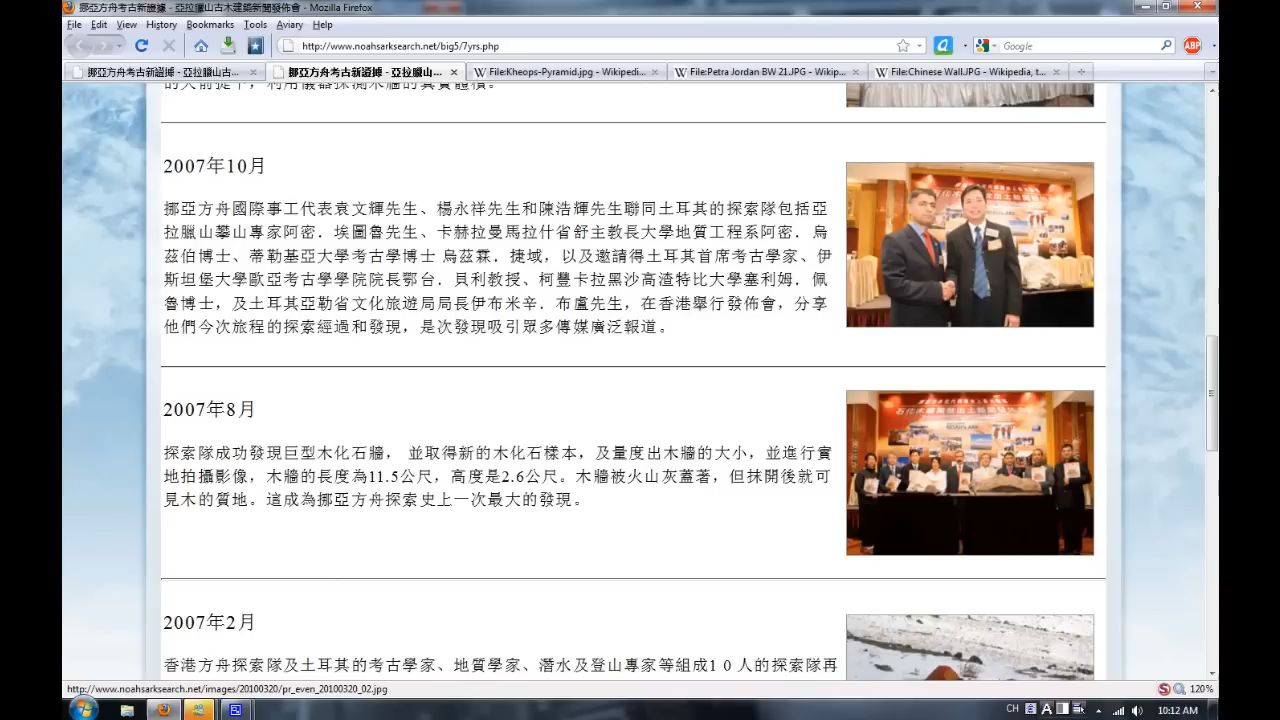 挪亞方舟考古新證據 - 亞拉臘山古木建築新聞發佈會 - Mozilla Firefox
File Edit View History Bookmarks Tools Aviary Help
http://www.noahsarksearch.net/big5/7yrs.php
Google
ABP
挪亞方舟考古新證據 - 亞拉臘山古...
挪亞方舟考古新證據 - 亞拉臘山...
File:Kheops-Pyramid.jpg - Wikipedi...
File:Petra Jordan BW 21.JPG - Wikip...
File:Chinese Wall.JPG - Wikipedia, t...
2007年10月
挪亞方舟國際事工代表袁文輝先生、楊永祥先生和陳浩輝先生聯同土耳其的探索隊包括亞
拉臘山攀山專家阿密．埃圖魯先生、卡赫拉曼馬拉什省舒主教長大學地質工程系阿密．烏
茲伯博士、蒂勒基亞大學考古學博士 烏茲霖．捷域，以及邀請得土耳其首席考古學家、伊
斯坦堡大學歐亞考古學學院院長鄂台．貝利教授、柯豐卡拉黑沙高渣特比大學塞利姆．佩
魯博士，及土耳其亞勒省文化旅遊局局長伊布米辛．布盧先生，在香港舉行發佈會，分享
他們今次旅程的探索經過和發現，是次發現吸引眾多傳媒廣泛報道。
2007年8月
探索隊成功發現巨型木化石牆， 並取得新的木化石樣本，及量度出木牆的大小，並進行實
地拍攝影像，木牆的長度為11.5公尺，高度是2.6公尺。木牆被火山灰蓋著，但抹開後就可
見木的質地。這成為挪亞方舟探索史上一次最大的發現。
NOAH's ARK
2007年2月
香港方舟探索隊及土耳其的考古學家、地質學家、潛水及登山專家等組成1 0 人的探索隊再
http://www.noahsarksearch.net/images/20100320/pr_even_20100320_02.jpg
120%
CH
10:12 AM